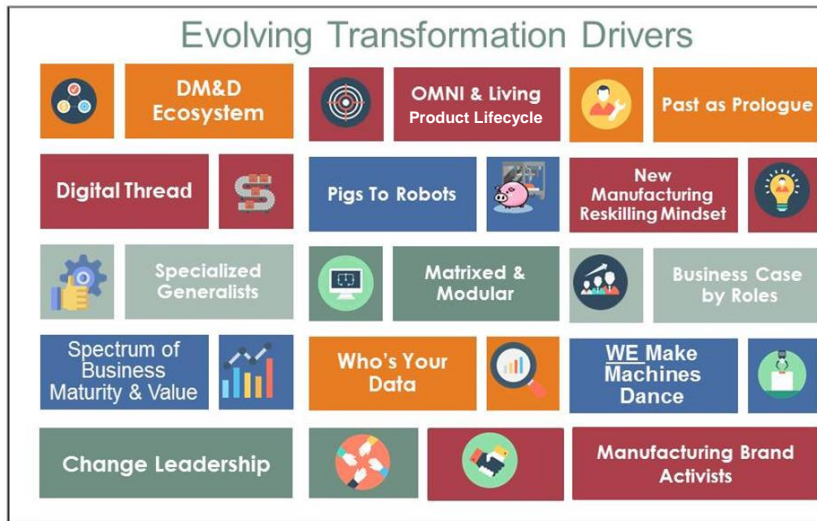 Evolving Transformation Drivers
DM&D
Ecosystem
OMNI & Living
Product Lifecycle
Past as Prologue
Digital Thread
Pigs To Robots
New
Manufacturing
Reskilling Mindset
Specialized
Generalists
Matrixed &
Modular
Business Case
by Roles
Spectrum of
Business
Maturity & Value
Who's Your
Data
WE Make
Machines
Dance
Change Leadership
Manufacturing Brand
Activists